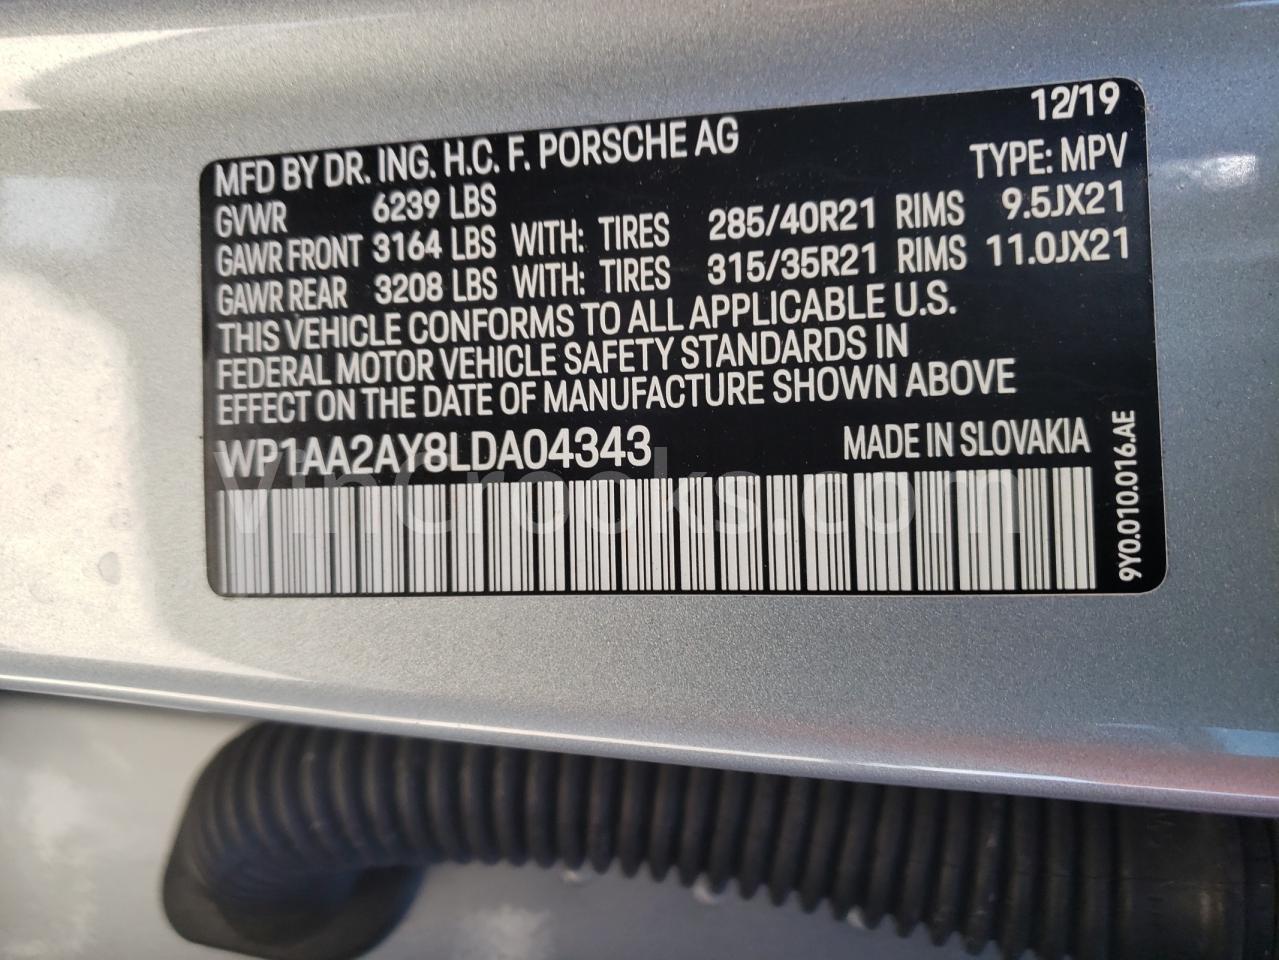 12/19
MFD BY DR. ING. H.C. F. PORSCHE AG TYPE: MPV
GVWR 6239 LBS
GAWR FRONT 3164 LBS WITH: TIRES 285/40R21 RIMS 9.5JX21
GAWR REAR 3208 LBS WITH: TIRES 315/35R21 RIMS 11.0JX21
THIS VEHICLE CONFORMS TO ALL APPLICABLE U.S.
FEDERAL MOTOR VEHICLE SAFETY STANDARDS IN
EFFECT ON THE DATE OF MANUFACTURE SHOWN ABOVE
WP1AA2AY8LDA04343 MADE IN SLOVAKIA
9Y0.010.016.AE
VinCrooks.com